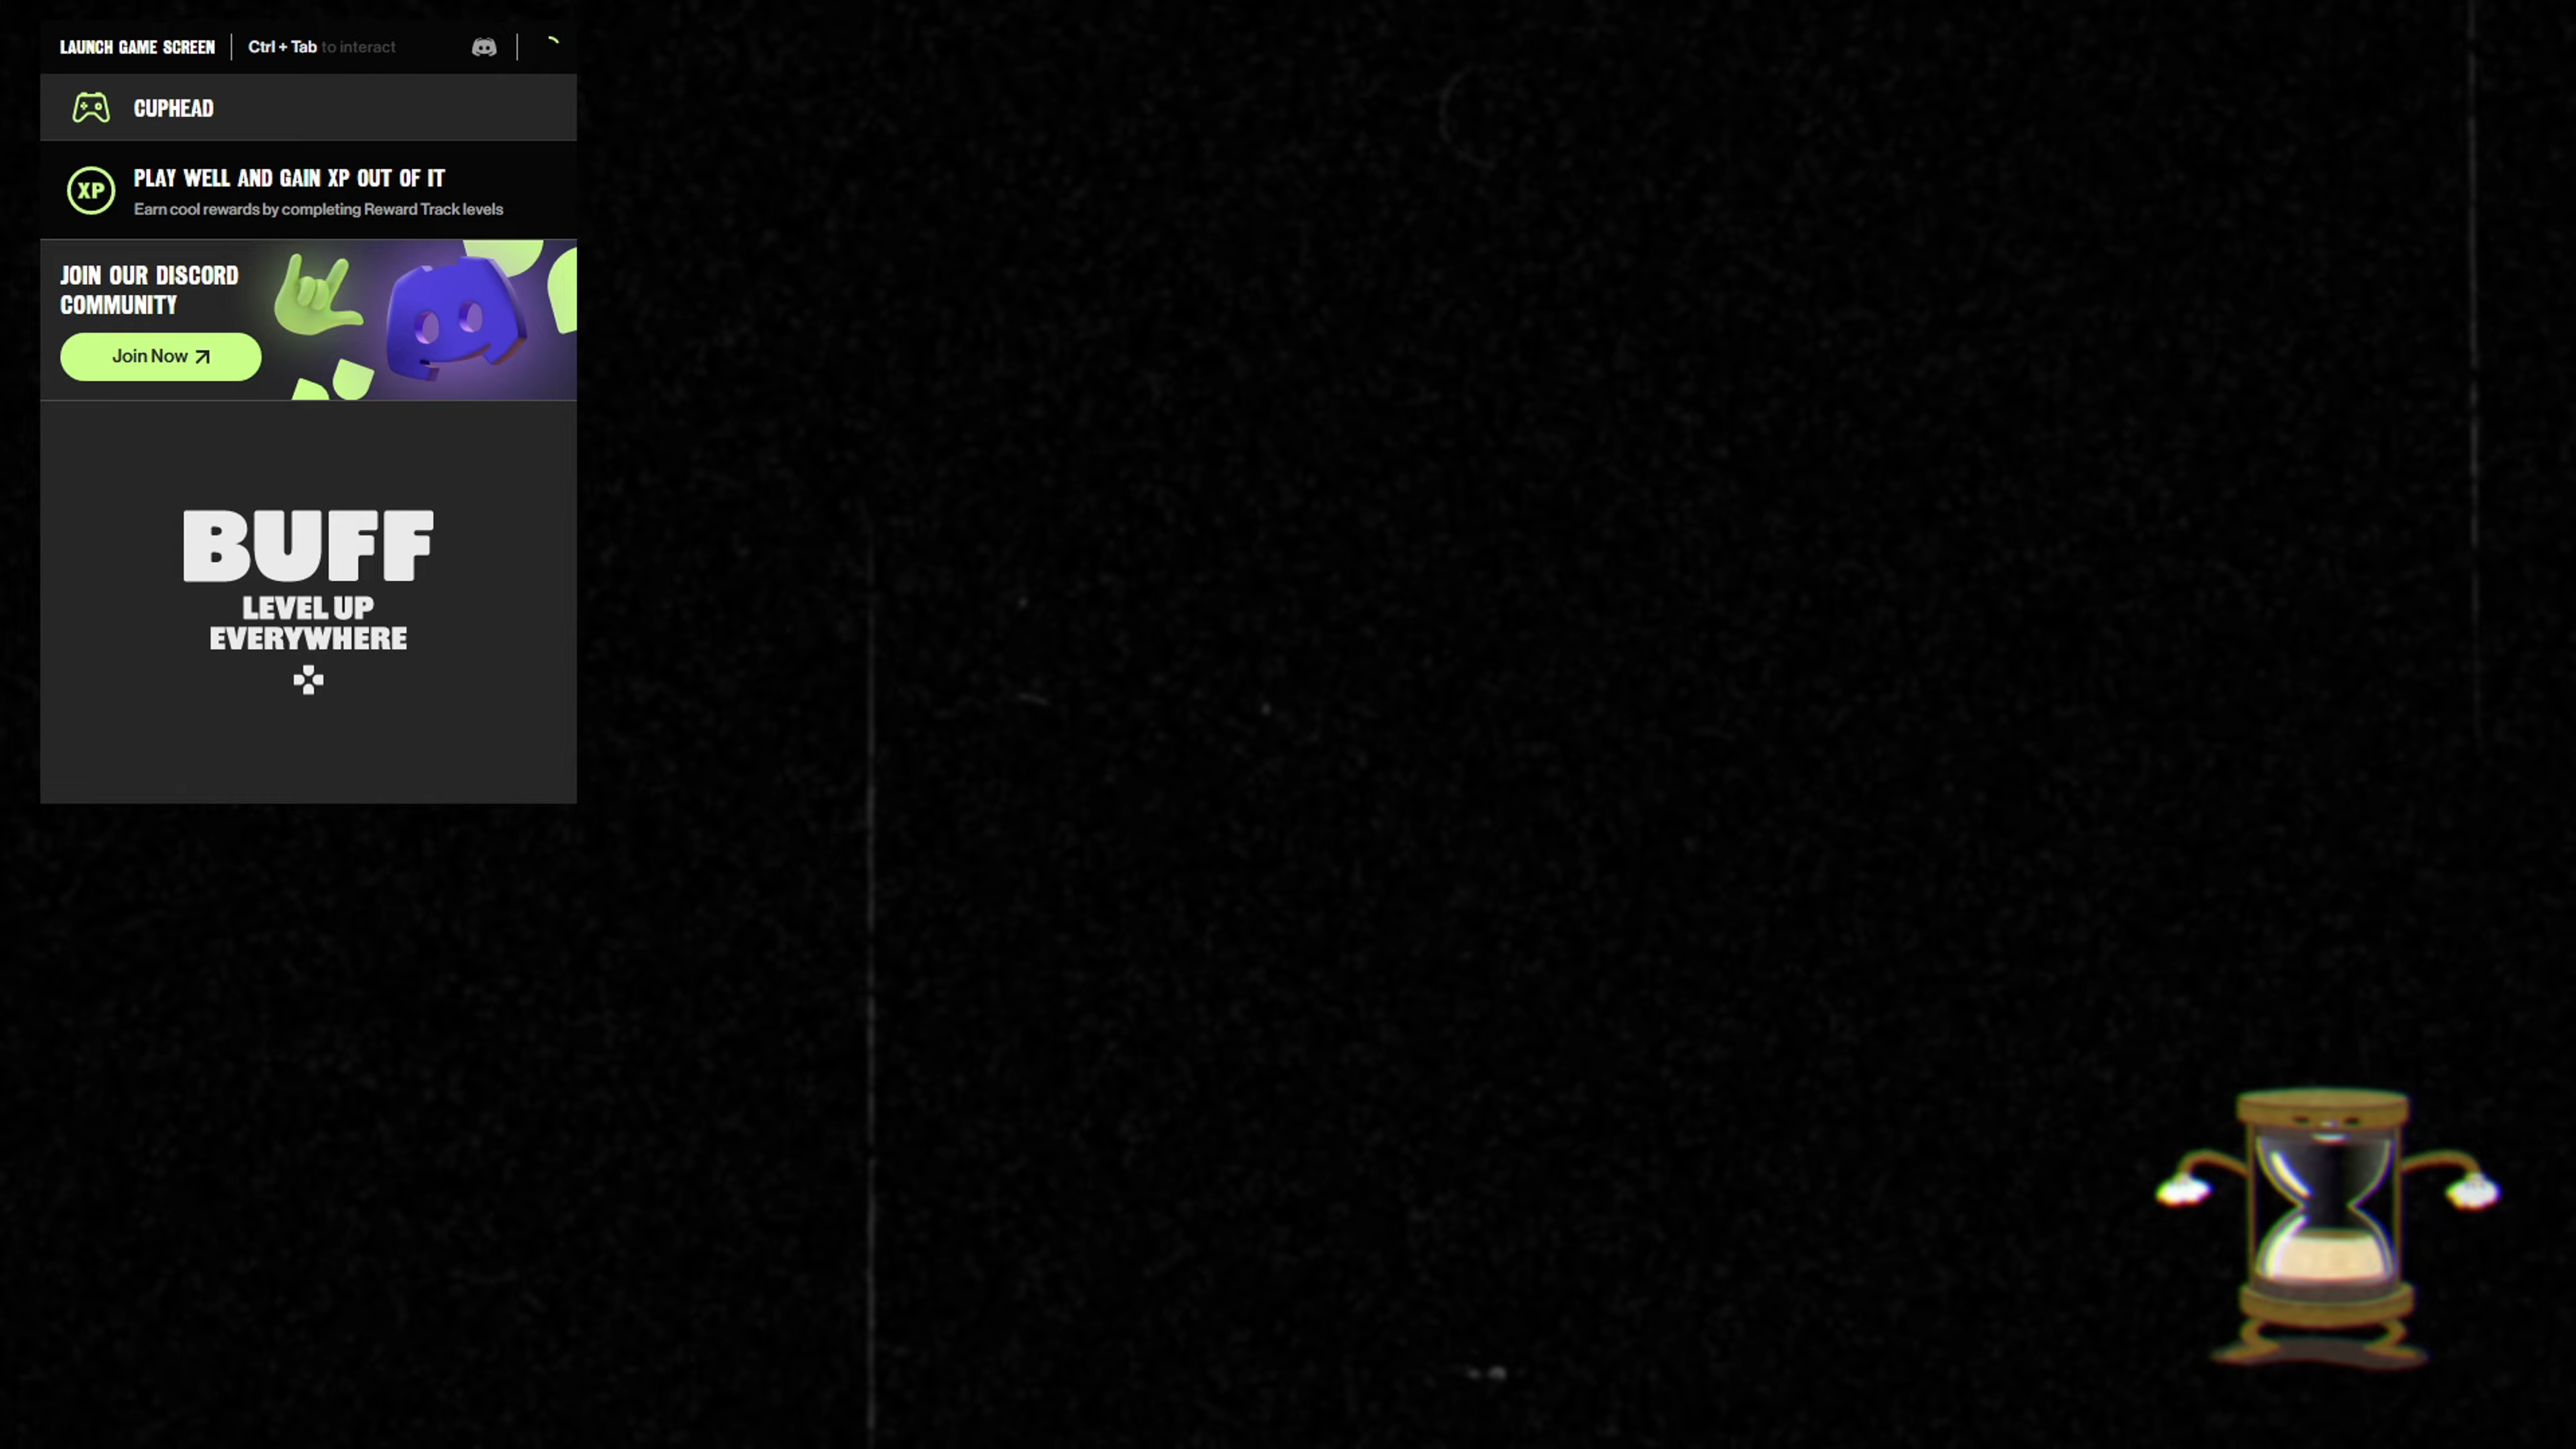 LAUNCH GAME SCREEN
Ctrl + Tab to interact
CUPHEAD
XP
PLAY WELL AND GAIN XP OUT OF IT
Earn cool rewards by completing Reward Track levels
JOIN OUR DISCORD
COMMUNITY
Join Now
BUFF
LEVEL UP
EVERYWHERE